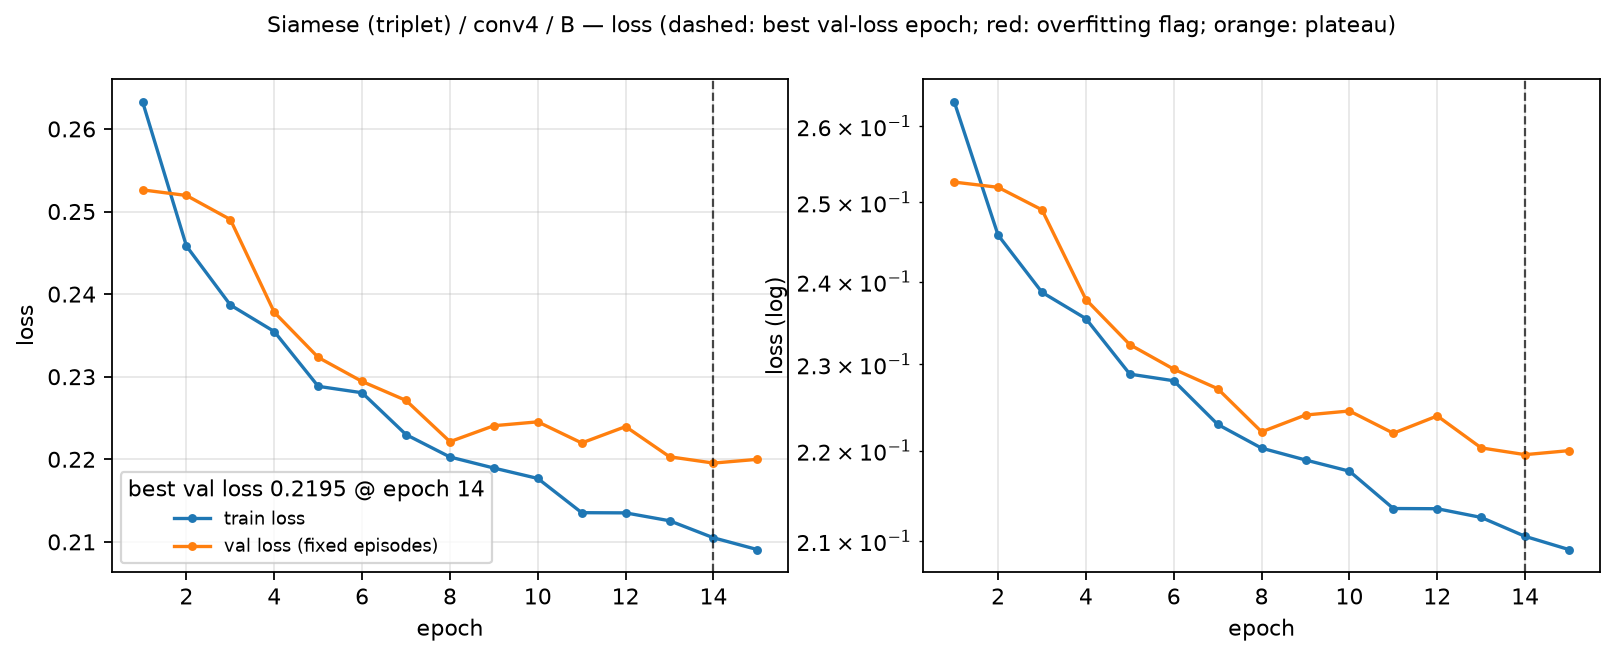 Siamese (triplet) / conv4 / B — loss (dashed: best val-loss epoch; red: overfitting flag; orange: plateau)
loss
0.26
0.25
0.24
0.23
0.22
0.21
best val loss 0.2195 @ epoch 14
train loss
val loss (fixed episodes)
2 4 6 8 10 12 14
epoch
loss (log)
2.6 × 10⁻¹
2.5 × 10⁻¹
2.4 × 10⁻¹
2.3 × 10⁻¹
2.2 × 10⁻¹
2.1 × 10⁻¹
2 4 6 8 10 12 14
epoch